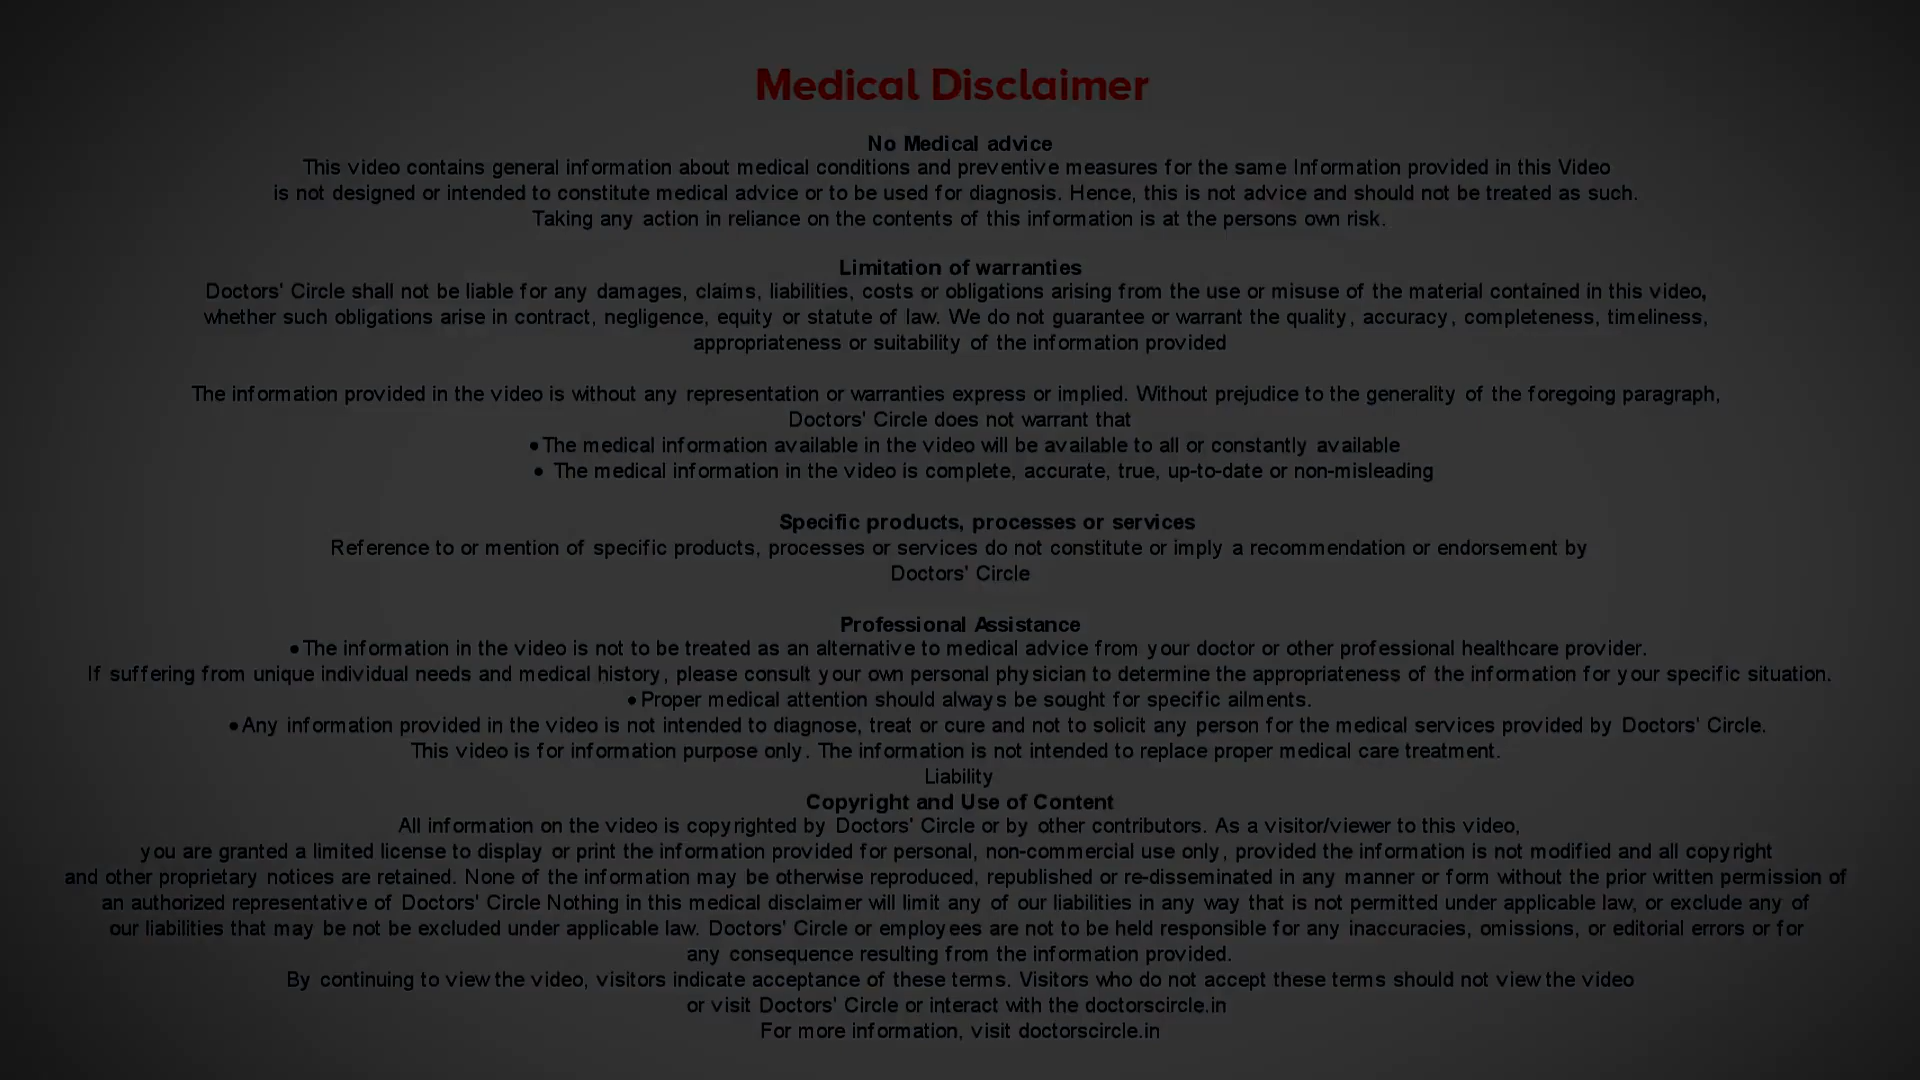 Medical Disclaimer
No Medical advice
This video contains general information about medical conditions and preventive measures for the same Information provided in this Video
is not designed or intended to constitute medical advice or to be used for diagnosis. Hence, this is not advice and should not be treated as such.
Taking any action in reliance on the contents of this information is at the persons own risk.
Limitation of warranties
Doctors' Circle shall not be liable for any damages, claims, liabilities, costs or obligations arising from the use or misuse of the material contained in this video,
whether such obligations arise in contract, negligence, equity or statute of law. We do not guarantee or warrant the quality, accuracy, completeness, timeliness,
appropriateness or suitability of the information provided
The information provided in the video is without any representation or warranties express or implied. Without prejudice to the generality of the foregoing paragraph,
Doctors' Circle does not warrant that
•The medical information available in the video will be available to all or constantly available
• The medical information in the video is complete, accurate, true, up-to-date or non-misleading
Specific products, processes or services
Reference to or mention of specific products, processes or services do not constitute or imply a recommendation or endorsement by
Doctors' Circle
Professional Assistance
•The information in the video is not to be treated as an alternative to medical advice from your doctor or other professional healthcare provider.
If suffering from unique individual needs and medical history, please consult your own personal physician to determine the appropriateness of the information for your specific situation.
•Proper medical attention should always be sought for specific ailments.
•Any information provided in the video is not intended to diagnose, treat or cure and not to solicit any person for the medical services provided by Doctors' Circle.
This video is for information purpose only. The information is not intended to replace proper medical care treatment.
Liability
Copyright and Use of Content
All information on the video is copyrighted by Doctors' Circle or by other contributors. As a visitor/viewer to this video,
you are granted a limited license to display or print the information provided for personal, non-commercial use only, provided the information is not modified and all copyright
and other proprietary notices are retained. None of the information may be otherwise reproduced, republished or re-disseminated in any manner or form without the prior written permission of
an authorized representative of Doctors' Circle Nothing in this medical disclaimer will limit any of our liabilities in any way that is not permitted under applicable law, or exclude any of
our liabilities that may be not be excluded under applicable law. Doctors' Circle or employees are not to be held responsible for any inaccuracies, omissions, or editorial errors or for
any consequence resulting from the information provided.
By continuing to view the video, visitors indicate acceptance of these terms. Visitors who do not accept these terms should not view the video
or visit Doctors' Circle or interact with the doctorscircle.in
For more information, visit doctorscircle.in